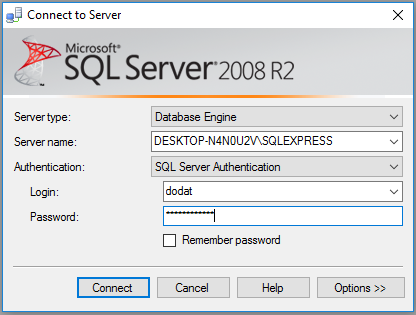 Connect to Server
Microsoft®
SQL Server® 2008 R2
Server type: Database Engine
Server name: DESKTOP-N4N0U2V\SQLEXPRESS
Authentication: SQL Server Authentication
Login: dodat
Password: ************
Remember password
Connect Cancel Help Options >>